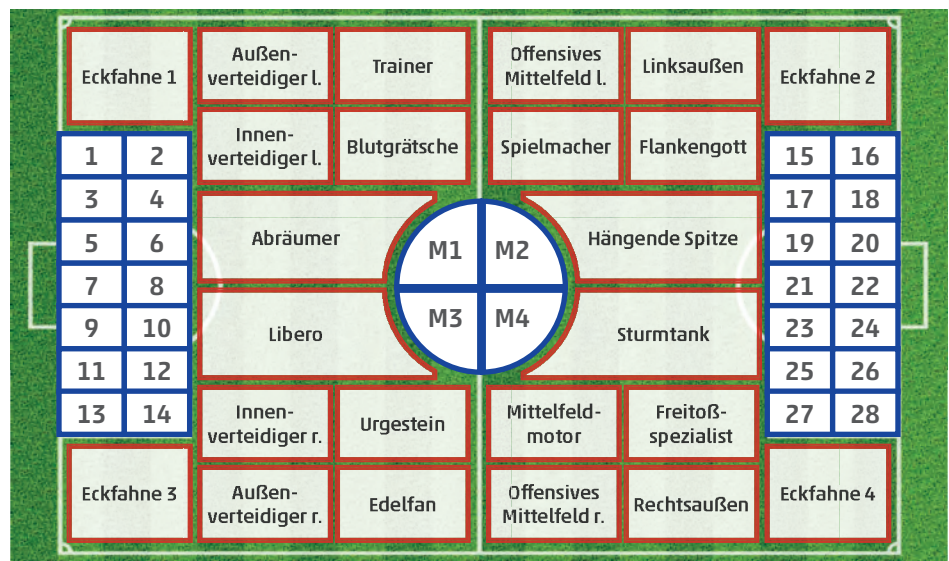 Eckfahne 1
Außen-
verteidiger l.
Trainer
Offensives
Mittelfeld l.
Linksaußen
Eckfahne 2
Innen-
verteidiger l.
Blutgrätsche
Spielmacher
Flankengott
1 2
3 4
5 6
7 8
9 10
11 12
13 14
Abräumer
Libero
M1 M2
M3 M4
Hängende Spitze
Sturmtank
15 16
17 18
19 20
21 22
23 24
25 26
27 28
Innen-
verteidiger r.
Urgestein
Mittelfeld-
motor
Freitoß-
spezialist
Eckfahne 3
Außen-
verteidiger r.
Edelfan
Offensives
Mittelfeld r.
Rechtsaußen
Eckfahne 4